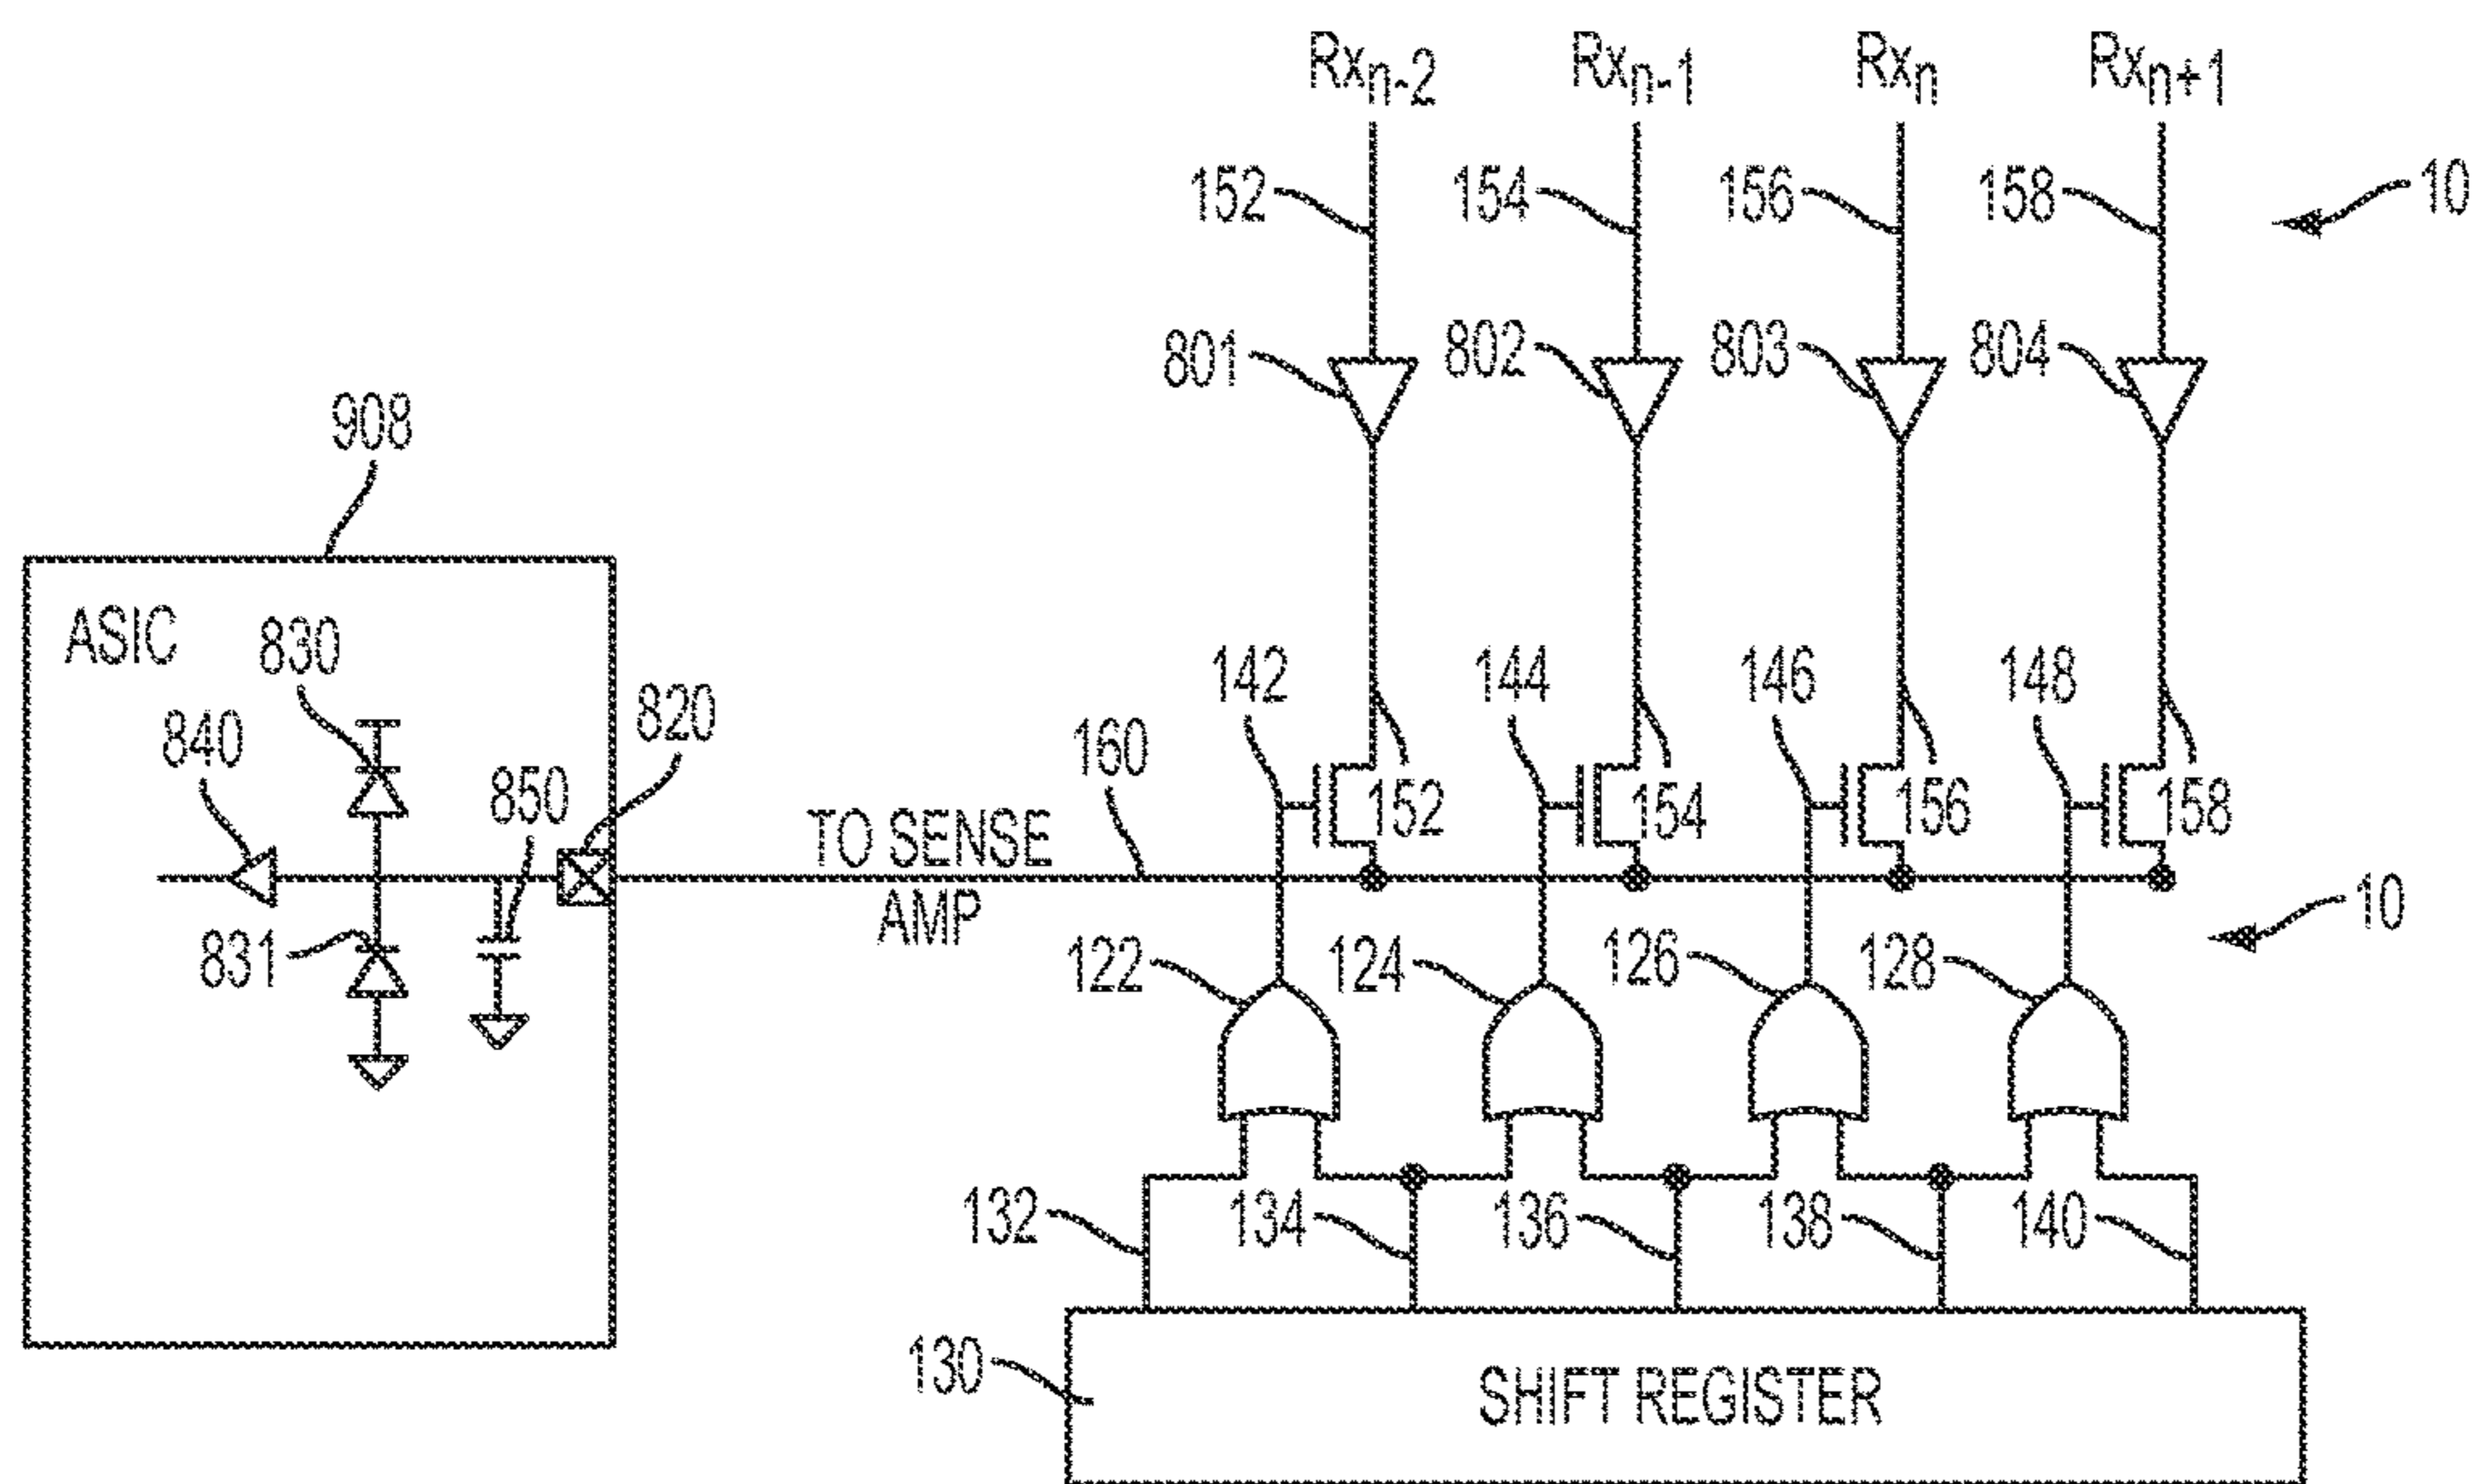 Rxn-2 Rxn-1 Rxn Rxn+1
152 154 156 158 10
801 802 803 804
908
ASIC
830
820
840
850
831
142 144 146 148
160
152 154 156 158
TO SENSE
AMP
10
122 124 126 128
132 134 136 138 140
130
SHIFT REGISTER